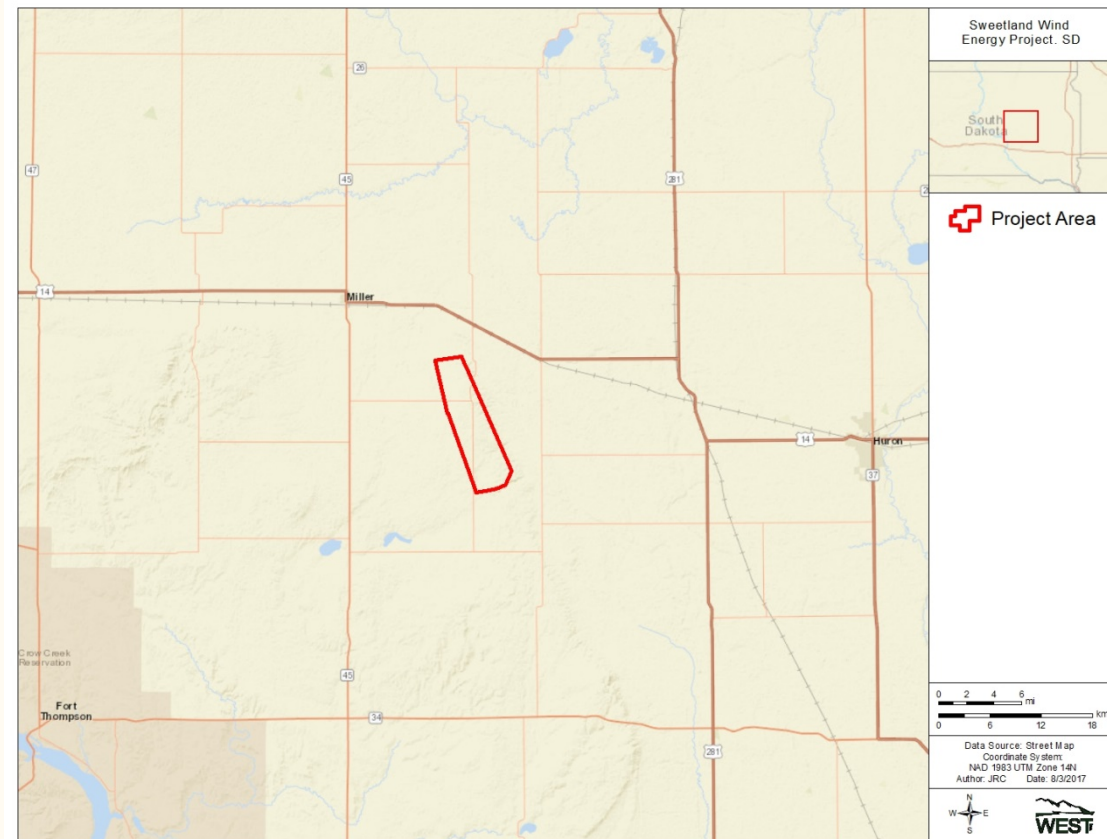 Sweetland Wind
Energy Project. SD
South
Dakota
Project Area
26
47
45
281
14
Miller
14
Huron
37
Crow Creek
Reservation
45
Fort
Thompson
34
281
0 2 4 6 mi
0 6 12 18 km
Data Source: Street Map
Coordinate System:
NAD 1983 UTM Zone 14N
Author: JRC Date: 8/3/2017
N
W E
S
WEST